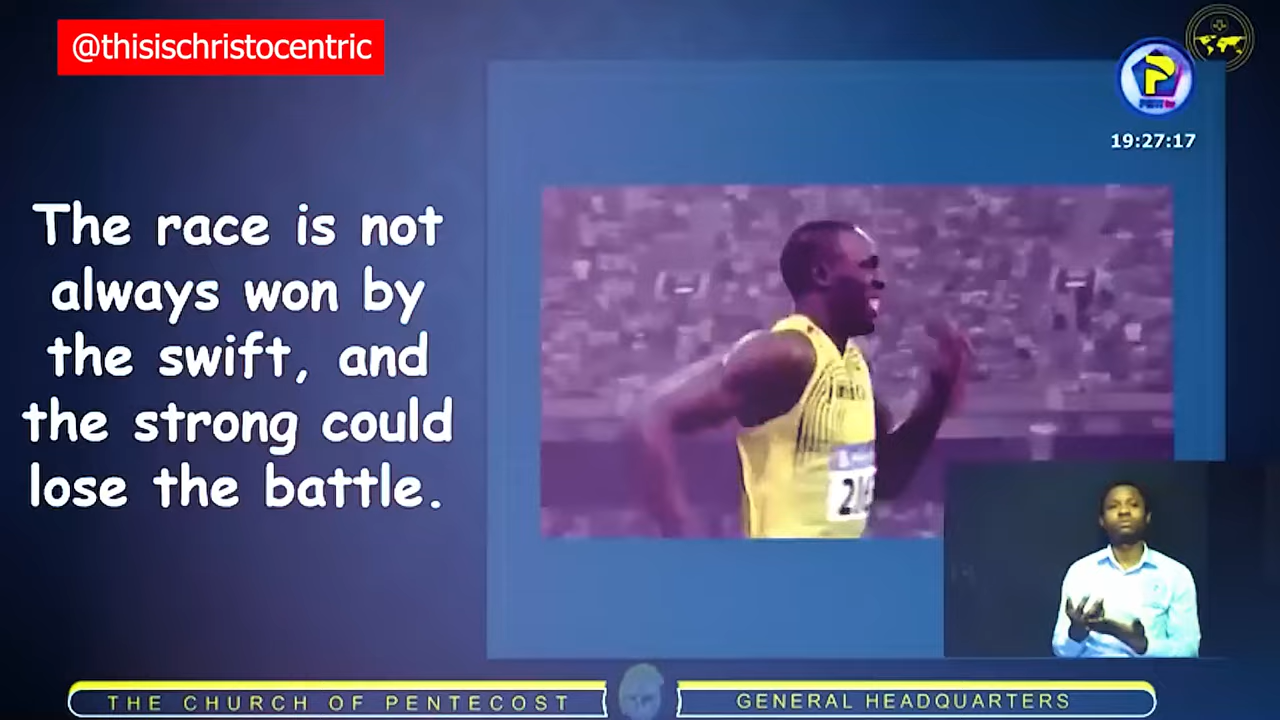 @thisischristocentric
19:27:17
The race is not
always won by
the swift, and
the strong could
lose the battle.
THE CHURCH OF PENTECOST
GENERAL HEADQUARTERS